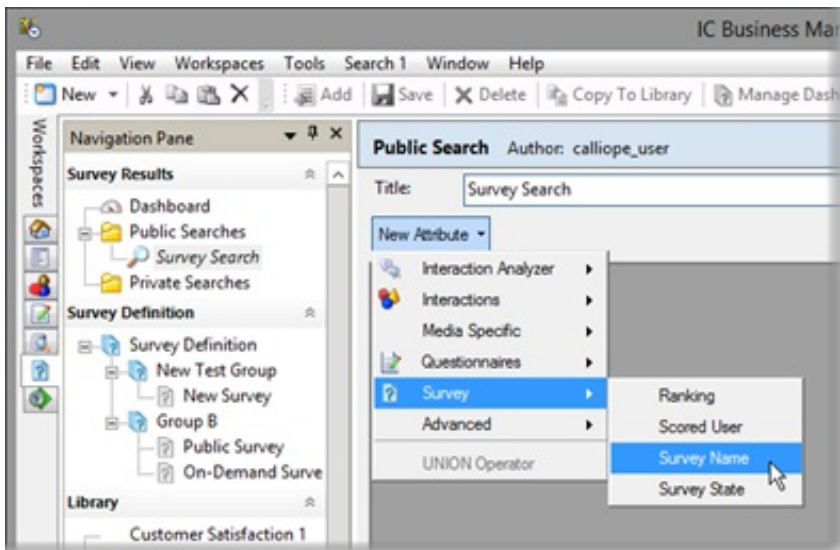 IC Business Ma
File Edit View Workspaces Tools Search 1 Window Help
New Add Save Delete Copy To Library Manage Dash
Workspaces
Navigation Pane
Survey Results
Dashboard
Public Searches
Survey Search
Private Searches
Survey Definition
Survey Definition
New Test Group
New Survey
Group B
Public Survey
On-Demand Surve
Library
Customer Satisfaction 1
Public Search Author: calliope_user
Title: Survey Search
New Attribute
Interaction Analyzer
Interactions
Media Specific
Questionnaires
Survey
Advanced
UNION Operator
Ranking
Scored User
Survey Name
Survey State